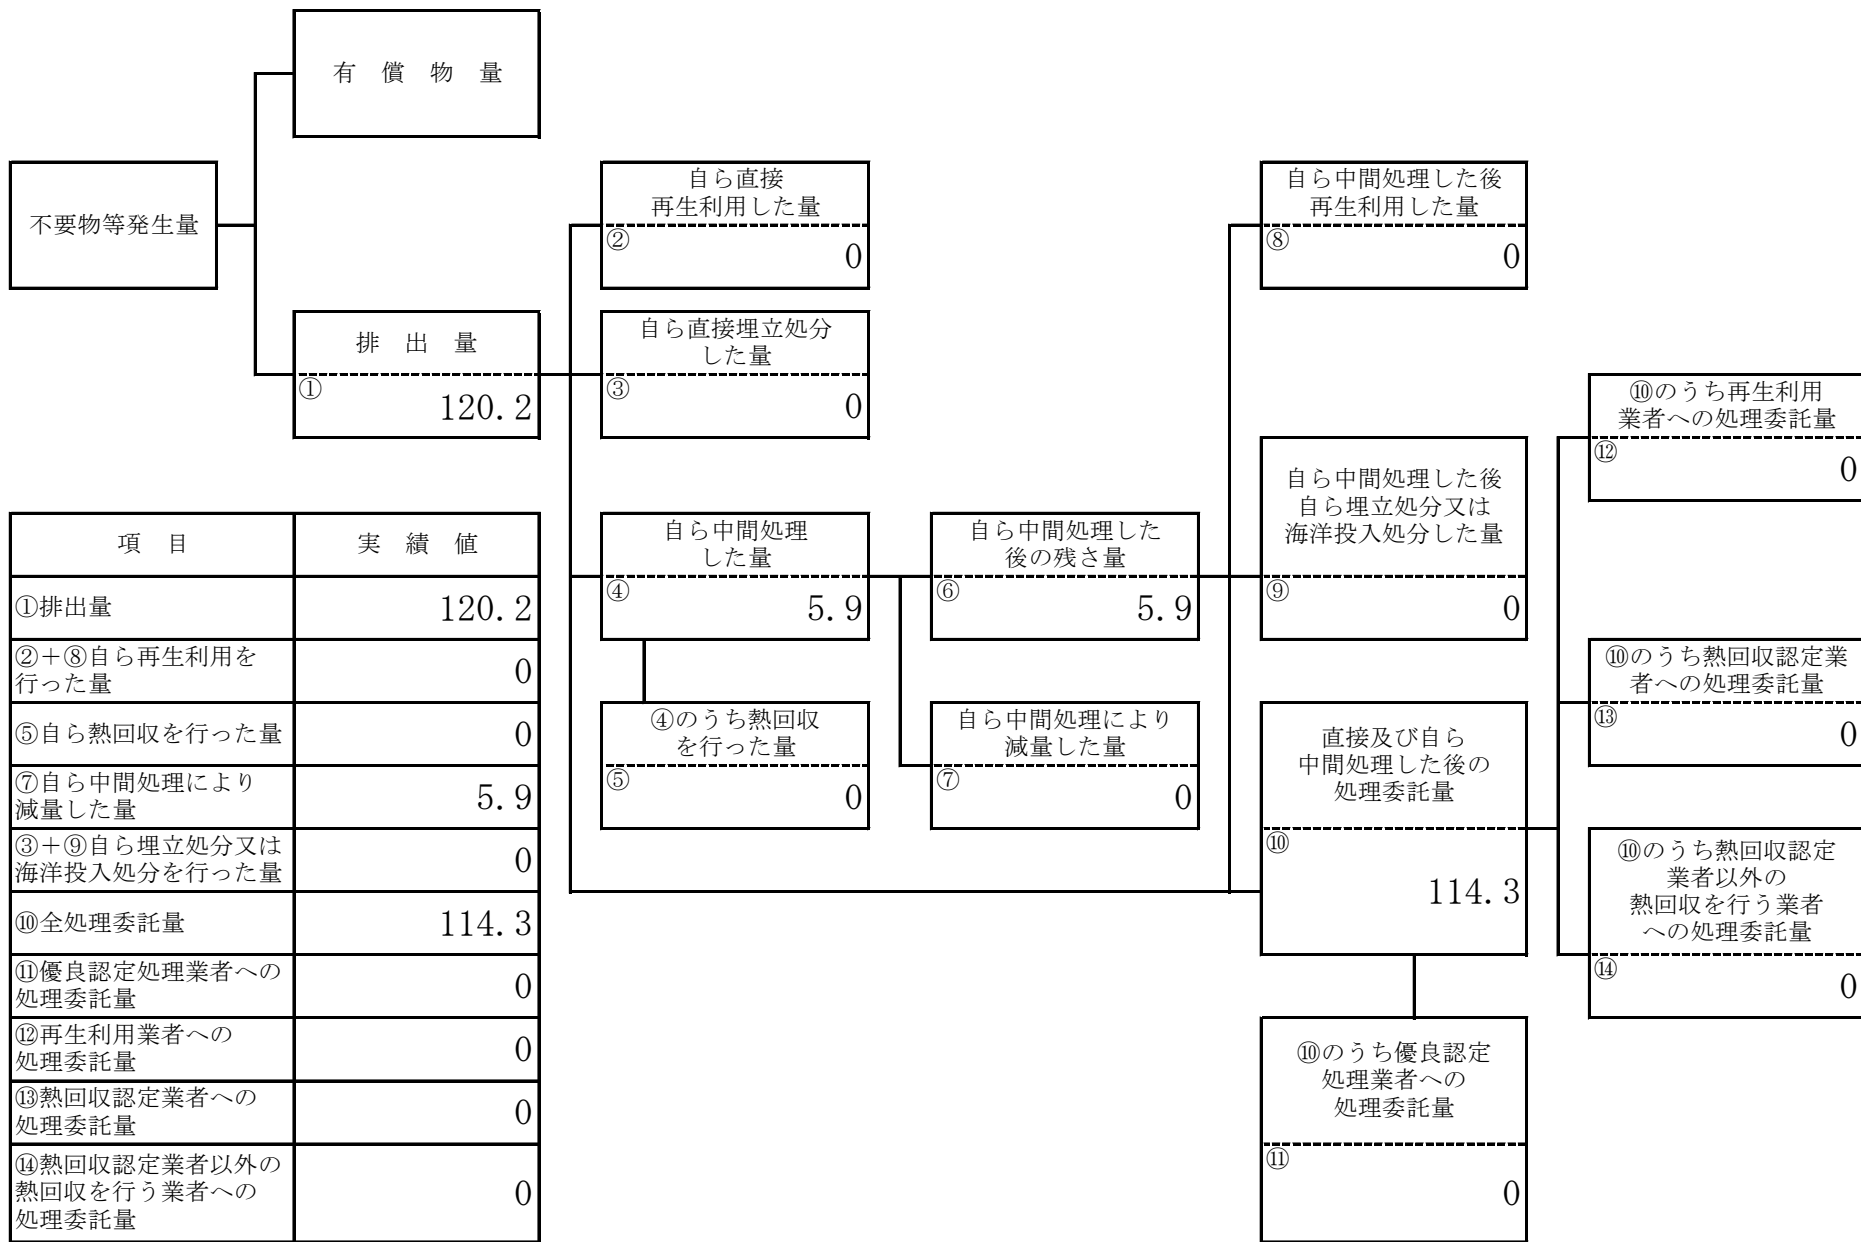 有 償 物 量
不要物等発生量
排 出 量
①
120.2
自ら直接
再生利用した量
②
0
自ら直接埋立処分
した量
③
0
自ら中間処理
した量
④
5.9
④のうち熱回収
を行った量
⑤
0
自ら中間処理した
後の残さ量
⑥
5.9
自ら中間処理により
減量した量
⑦
0
自ら中間処理した後
再生利用した量
⑧
0
自ら中間処理した後
自ら埋立処分又は
海洋投入処分した量
⑨
0
直接及び自ら
中間処理した後の
処理委託量
⑩
114.3
⑩のうち優良認定
処理業者への
処理委託量
⑪
0
⑩のうち再生利用
業者への処理委託量
⑫
0
⑩のうち熱回収認定業
者への処理委託量
⑬
0
⑩のうち熱回収認定
業者以外の
熱回収を行う業者
への処理委託量
⑭
0
項 目 実 績 値
①排出量 120.2
②+⑧自ら再生利用を
行った量 0
⑤自ら熱回収を行った量 0
⑦自ら中間処理により
減量した量 5.9
③+⑨自ら埋立処分又は
海洋投入処分を行った量 0
⑩全処理委託量 114.3
⑪優良認定処理業者への
処理委託量 0
⑫再生利用業者への
処理委託量 0
⑬熱回収認定業者への
処理委託量 0
⑭熱回収認定業者以外の
熱回収を行う業者への
処理委託量 0